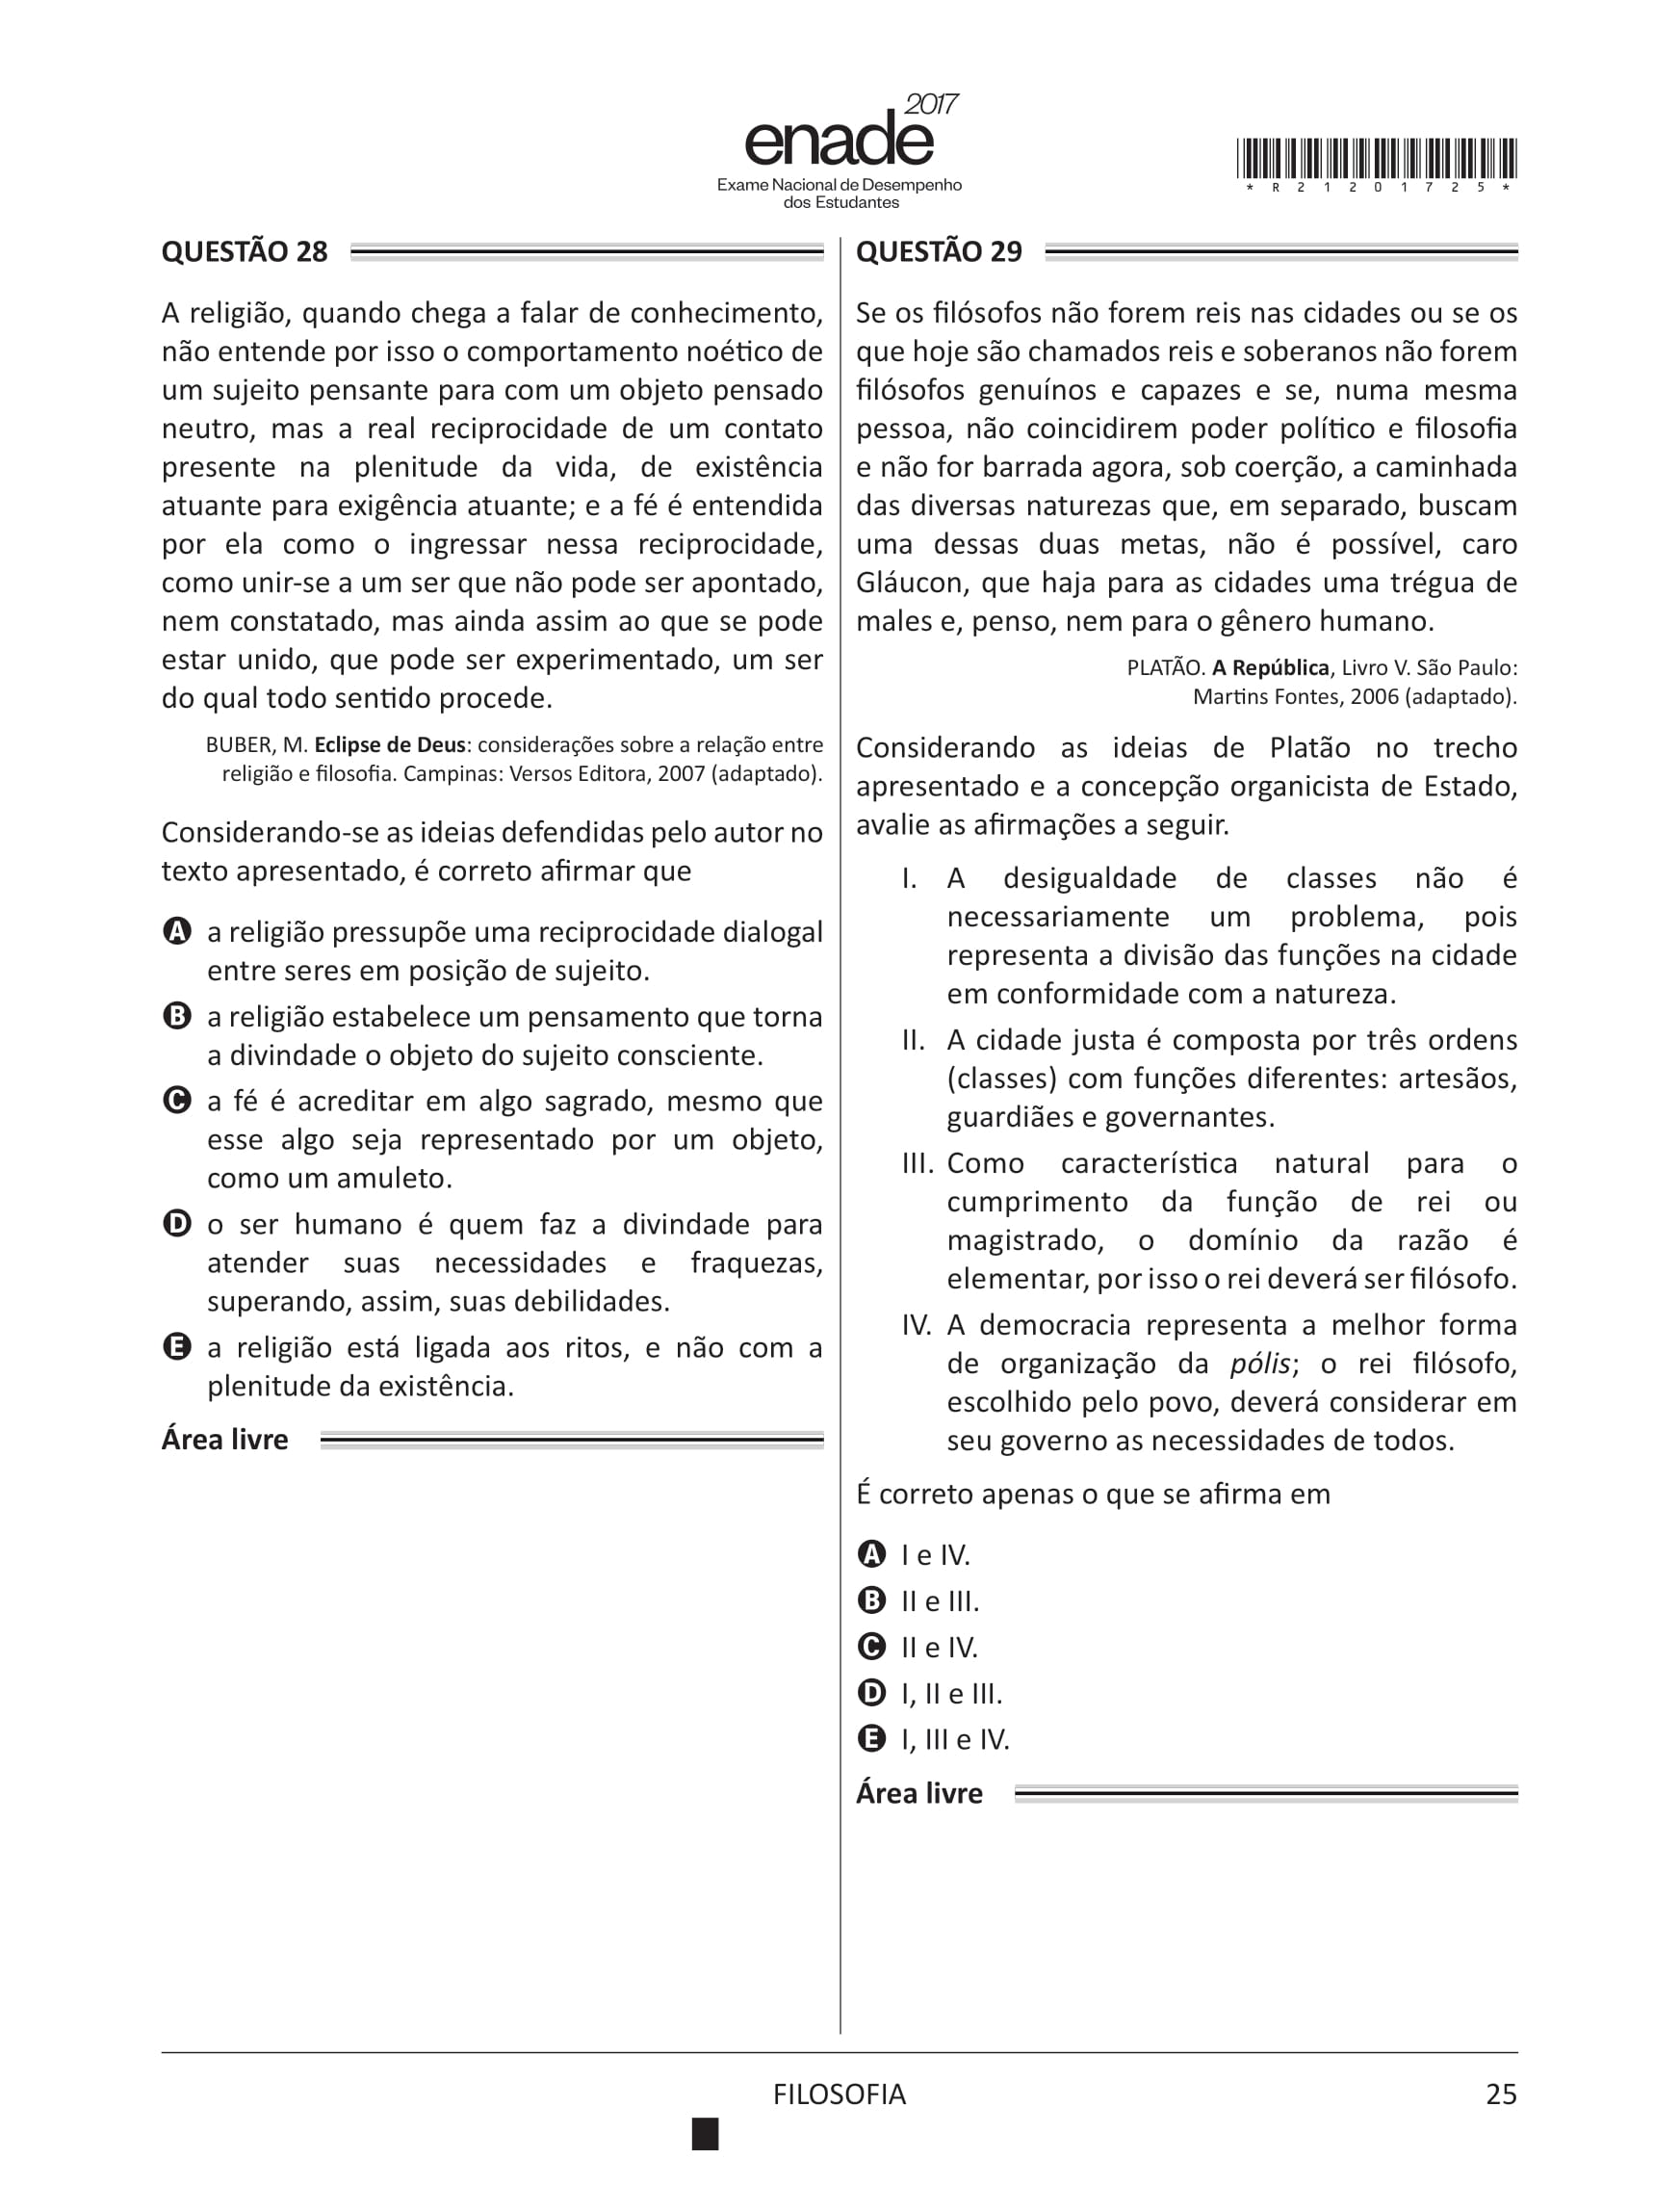 enade 2017
Exame Nacional de Desempenho
dos Estudantes
* R 2 1 2 0 1 7 2 5 *
QUESTÃO 28
A religião, quando chega a falar de conhecimento,
não entende por isso o comportamento noético de
um sujeito pensante para com um objeto pensado
neutro, mas a real reciprocidade de um contato
presente na plenitude da vida, de existência
atuante para exigência atuante; e a fé é entendida
por ela como o ingressar nessa reciprocidade,
como unir-se a um ser que não pode ser apontado,
nem constatado, mas ainda assim ao que se pode
estar unido, que pode ser experimentado, um ser
do qual todo sentido procede.
BUBER, M. Eclipse de Deus: considerações sobre a relação entre
religião e filosofia. Campinas: Versos Editora, 2007 (adaptado).
Considerando-se as ideias defendidas pelo autor no
texto apresentado, é correto afirmar que
A a religião pressupõe uma reciprocidade dialogal
entre seres em posição de sujeito.
B a religião estabelece um pensamento que torna
a divindade o objeto do sujeito consciente.
C a fé é acreditar em algo sagrado, mesmo que
esse algo seja representado por um objeto,
como um amuleto.
D o ser humano é quem faz a divindade para
atender suas necessidades e fraquezas,
superando, assim, suas debilidades.
E a religião está ligada aos ritos, e não com a
plenitude da existência.
Área livre
QUESTÃO 29
Se os filósofos não forem reis nas cidades ou se os
que hoje são chamados reis e soberanos não forem
filósofos genuínos e capazes e se, numa mesma
pessoa, não coincidirem poder político e filosofia
e não for barrada agora, sob coerção, a caminhada
das diversas naturezas que, em separado, buscam
uma dessas duas metas, não é possível, caro
Gláucon, que haja para as cidades uma trégua de
males e, penso, nem para o gênero humano.
PLATÃO. A República, Livro V. São Paulo:
Martins Fontes, 2006 (adaptado).
Considerando as ideias de Platão no trecho
apresentado e a concepção organicista de Estado,
avalie as afirmações a seguir.
I. A desigualdade de classes não é
necessariamente um problema, pois
representa a divisão das funções na cidade
em conformidade com a natureza.
II. A cidade justa é composta por três ordens
(classes) com funções diferentes: artesãos,
guardiães e governantes.
III. Como característica natural para o
cumprimento da função de rei ou
magistrado, o domínio da razão é
elementar, por isso o rei deverá ser filósofo.
IV. A democracia representa a melhor forma
de organização da pólis; o rei filósofo,
escolhido pelo povo, deverá considerar em
seu governo as necessidades de todos.
É correto apenas o que se afirma em
A I e IV.
B II e III.
C II e IV.
D I, II e III.
E I, III e IV.
Área livre
FILOSOFIA
25